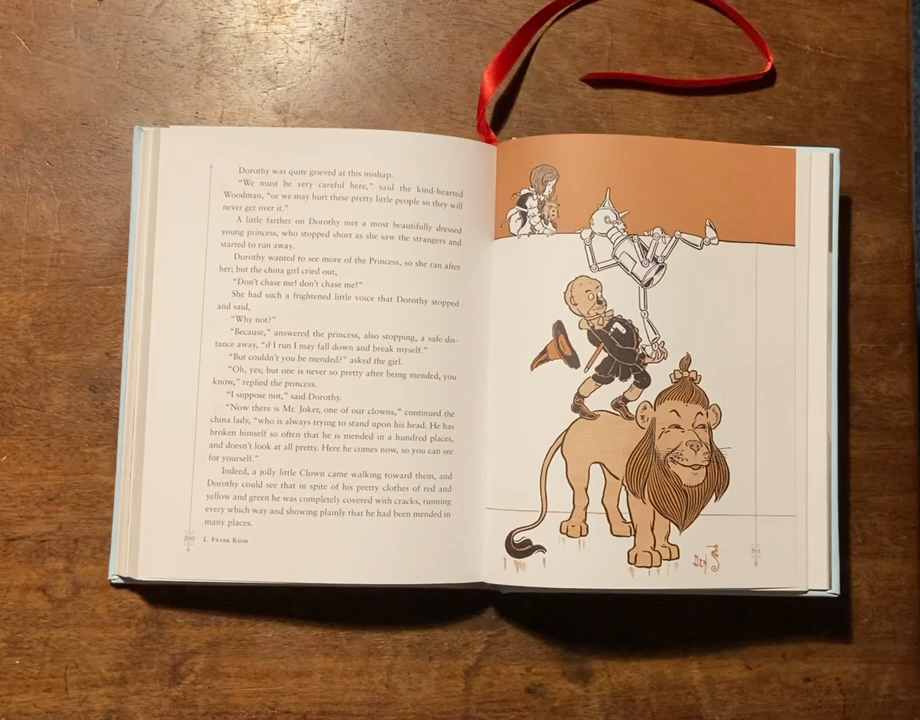 Dorothy was quite grieved at this mishap.
“We must be very careful here,” said the kind-hearted
Woodman, “or we may hurt these pretty little people so they will
never get over it.”
A little farther on Dorothy met a most beautifully dressed
young princess, who stopped short as she saw the strangers and
started to run away.
Dorothy wanted to see more of the Princess, so she ran after
her; but the china girl cried out,
“Don’t chase me! don’t chase me!”
She had such a frightened little voice that Dorothy stopped
and said,
“Why not?”
“Because,” answered the princess, also stopping, a safe dis-
tance away, “if I run I may fall down and break myself.”
“But couldn’t you be mended?” asked the girl.
“Oh, yes; but one is never so pretty after being mended, you
know,” replied the princess.
“I suppose not,” said Dorothy.
“Now there is Mr. Joker, one of our clowns,” continued the
china lady, “who is always trying to stand upon his head. He has
broken himself so often that he is mended in a hundred places,
and doesn’t look at all pretty. Here he comes now, so you can see
for yourself.”
Indeed, a jolly little Clown came walking toward them, and
Dorothy could see that in spite of his pretty clothes of red and
yellow and green he was completely covered with cracks, running
every which way and showing plainly that he had been mended in
many places.
200 L. Frank Baum
Den
201